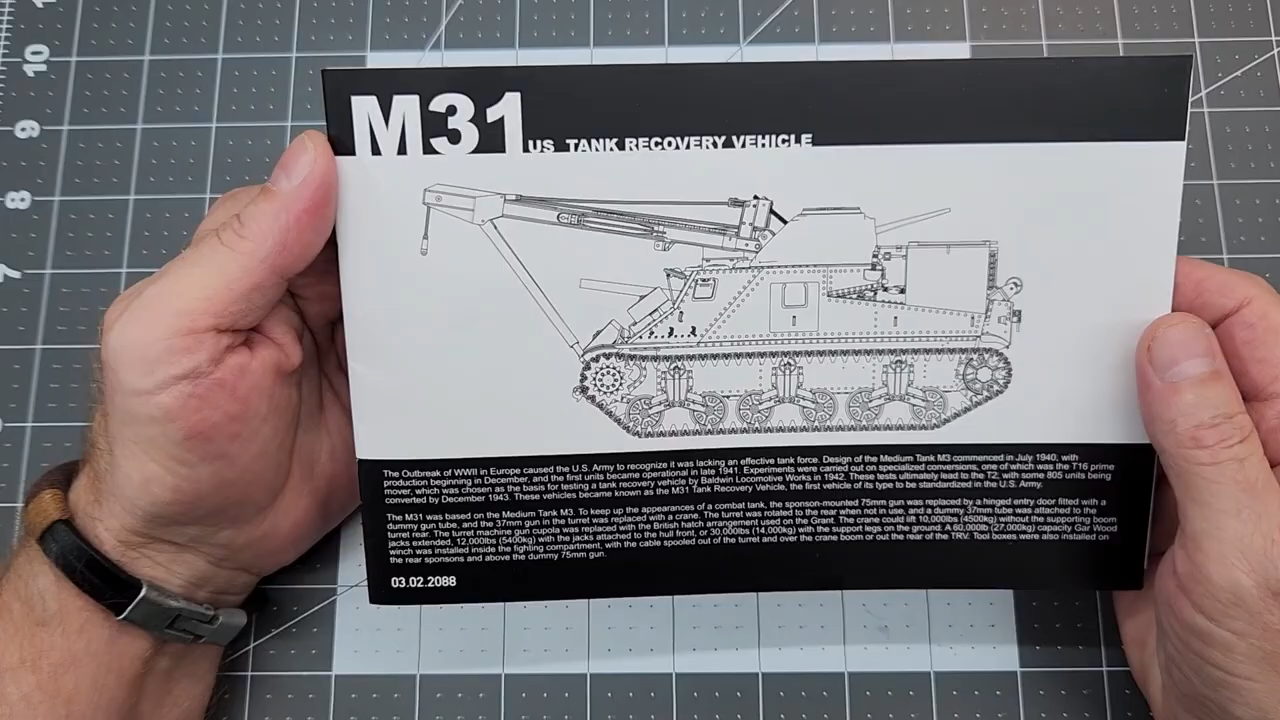 10
9
8
7
M31 US TANK RECOVERY VEHICLE
The Outbreak of WWII in Europe caused the U.S. Army to recognize it was lacking an effective tank force. Design of the Medium Tank M3 commenced in July 1940, with
production beginning in December, and the first units became operational in late 1941. Experiments were carried out on specialized conversions, one of which was the T16 prime
mover, which was chosen as the basis for testing a tank recovery vehicle by Baldwin Locomotive Works in 1942. These tests ultimately lead to the T2, with some 805 units being
converted by December 1943. These vehicles became known as the M31 Tank Recovery Vehicle, the first vehicle of its type to be standardized in the U.S. Army.
The M31 was based on the Medium Tank M3. To keep up the appearances of a combat tank, the sponson-mounted 75mm gun was replaced by a hinged entry door fitted with a
dummy gun tube, and the 37mm gun in the turret was replaced with a crane. The turret was rotated to the rear when not in use, and a dummy 37mm tube was attached to the
turret rear. The turret machine gun cupola was replaced with the British hatch arrangement used on the Grant. The crane could lift 10,000lbs (4500kg) without the supporting boom
jacks extended, 12,000lbs (5400kg) with the jacks attached to the hull front, or 30,000lbs (14,000kg) with the support legs on the ground. A 60,000lb (27,000kg) capacity Gar Wood
winch was installed inside the fighting compartment, with the cable spooled out of the turret and over the crane boom or out the rear of the TRV. Tool boxes were also installed on
the rear sponsons and above the dummy 75mm gun.
03.02.2088